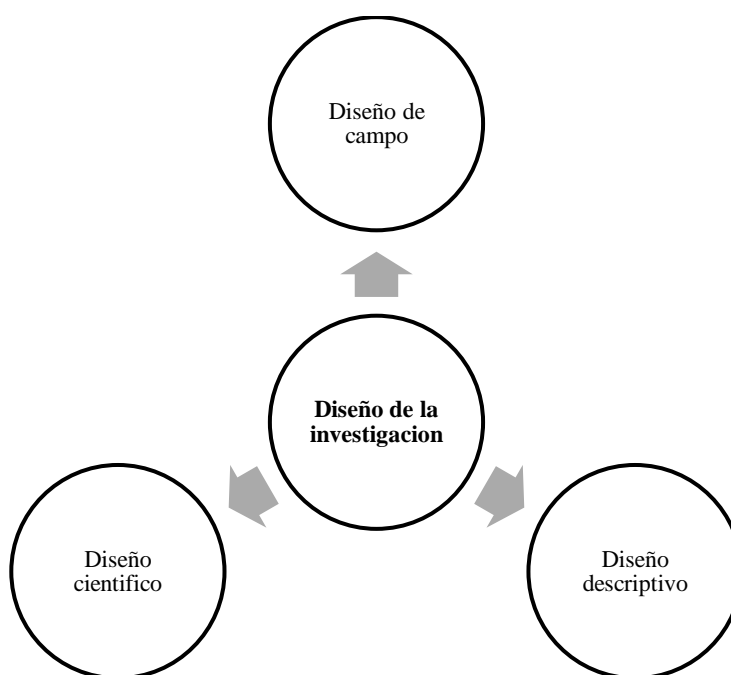 Diseño de
campo
Diseño de la
investigacion
Diseño
cientifico
Diseño
descriptivo